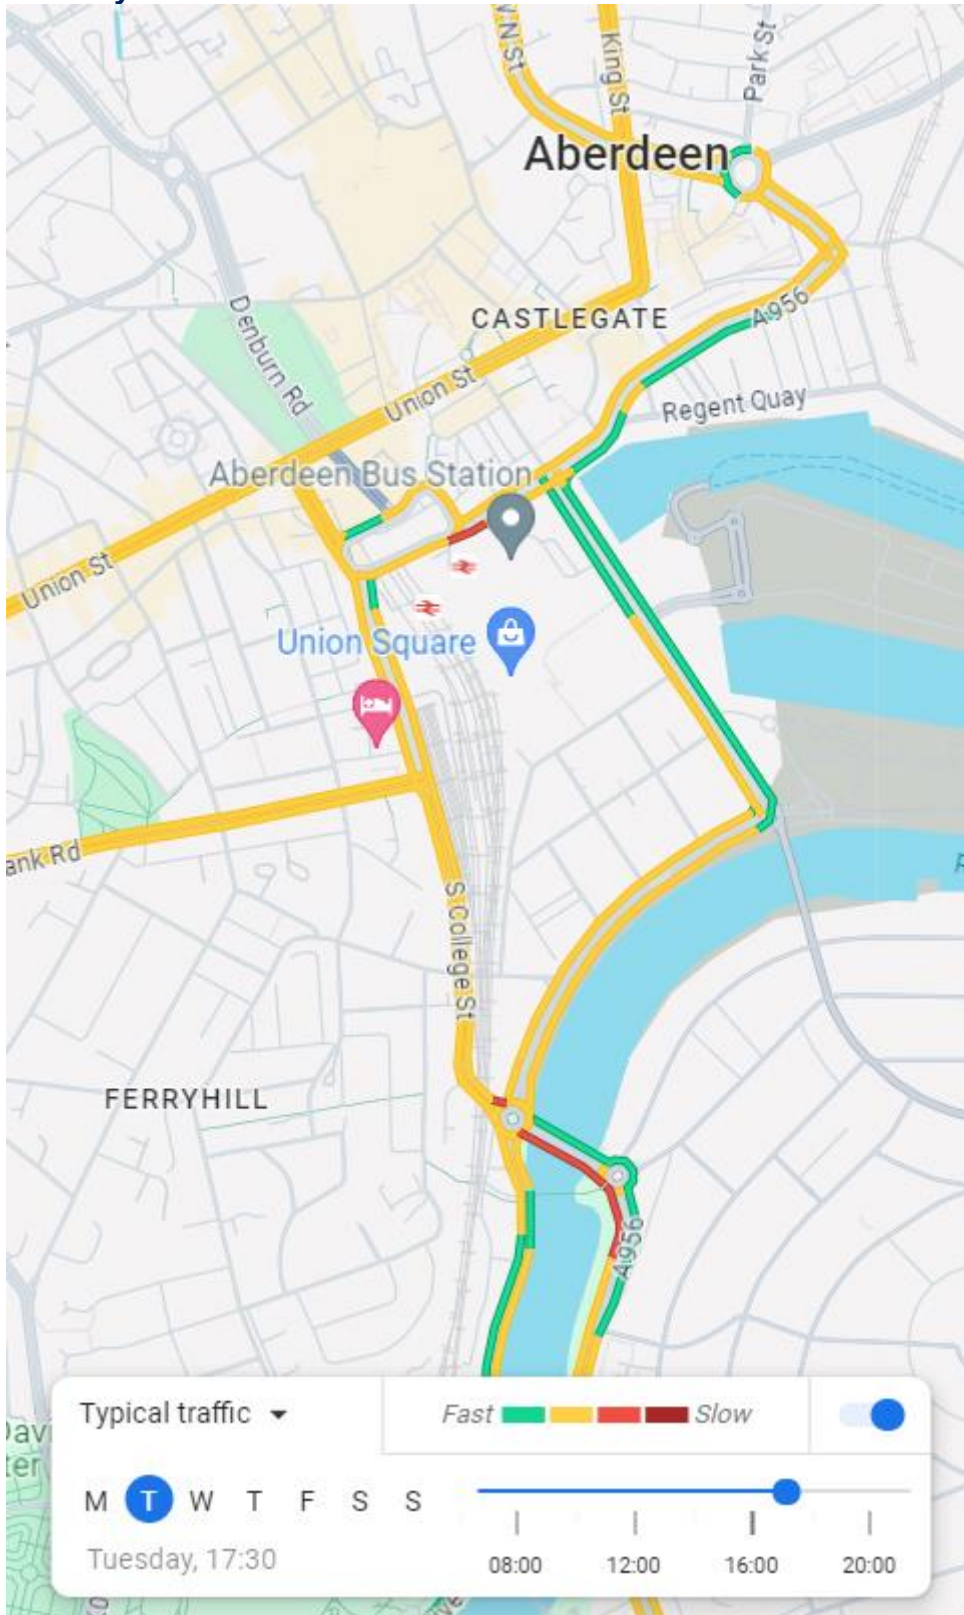 N St
King St
Park St
Aberdeen
CASTLEGATE
A956
Denburn Rd
Union St
Regent Quay
Aberdeen Bus Station
Union St
Union Square
ank Rd
S College St
FERRYHILL
A956
Typical traffic
Fast
Slow
M T W T F S S
Tuesday, 17:30
08:00 12:00 16:00 20:00